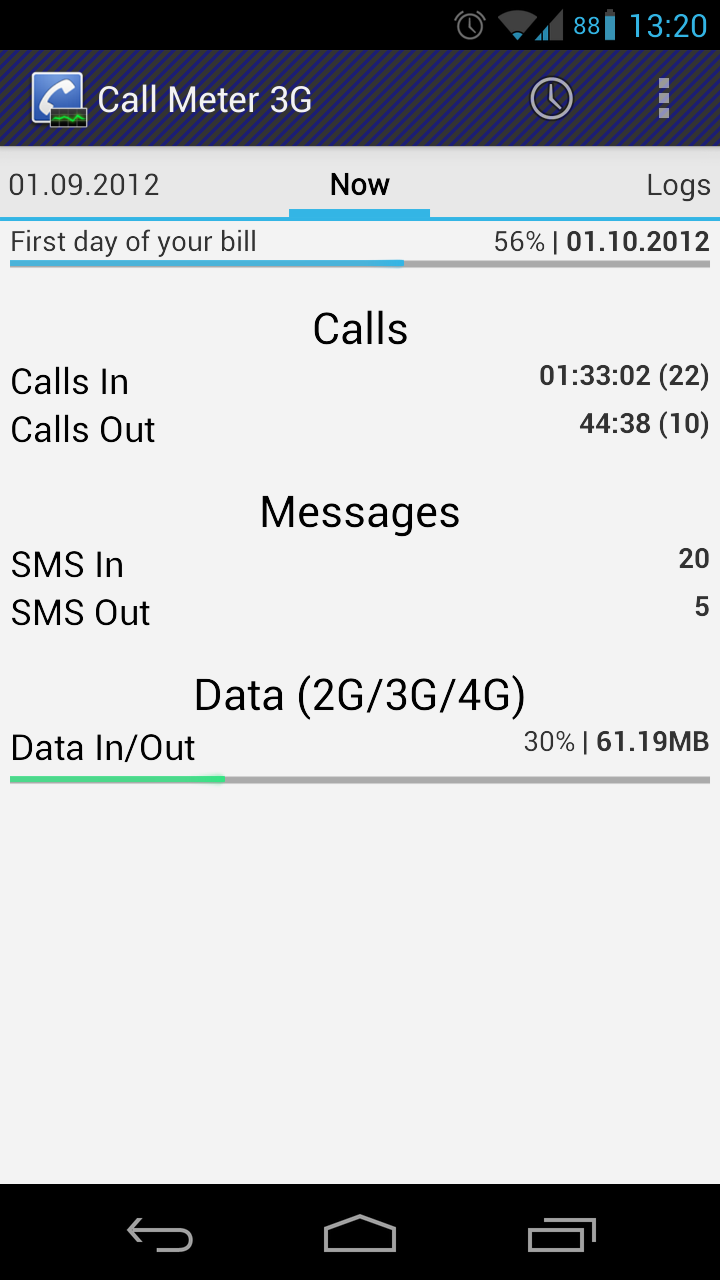 88 13:20
Call Meter 3G
01.09.2012 Now Logs
First day of your bill 56% | 01.10.2012
Calls
Calls In 01:33:02 (22)
Calls Out 44:38 (10)
Messages
SMS In 20
SMS Out 5
Data (2G/3G/4G)
Data In/Out 30% | 61.19MB